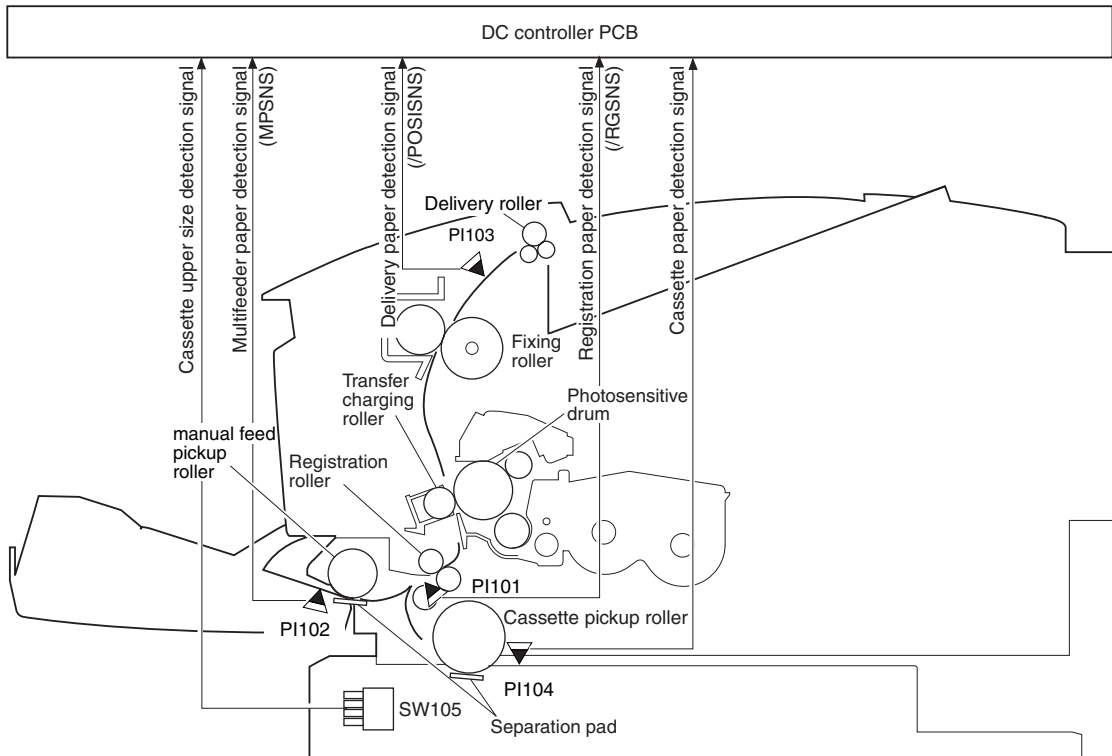 DC controller PCB
Cassette upper size detection signal
Multifeeder paper detection signal
(MPSNS)
Delivery paper detection signal
(/POSISNS)
Registration paper detection signal
(/RGSNS)
Cassette paper detection signal
Delivery roller
PI103
Fixing
roller
Transfer
charging
roller
Photosensitive
drum
manual feed
pickup
roller
Registration
roller
PI101
Cassette pickup roller
PI102
PI104
SW105
Separation pad